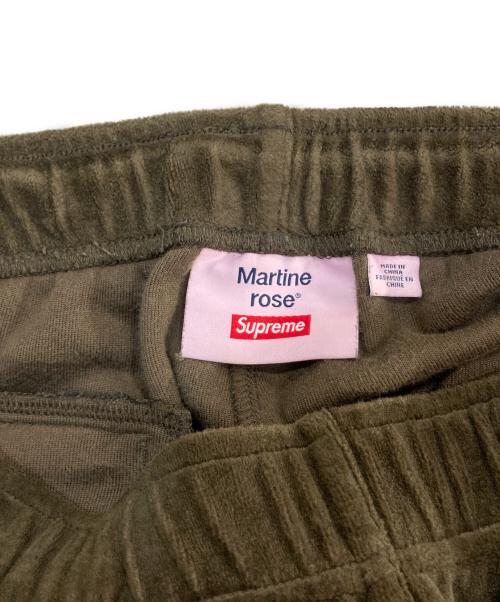 Martine
rose®
Supreme
MADE IN
CHINA
FABRIQUÉ EN
CHINE